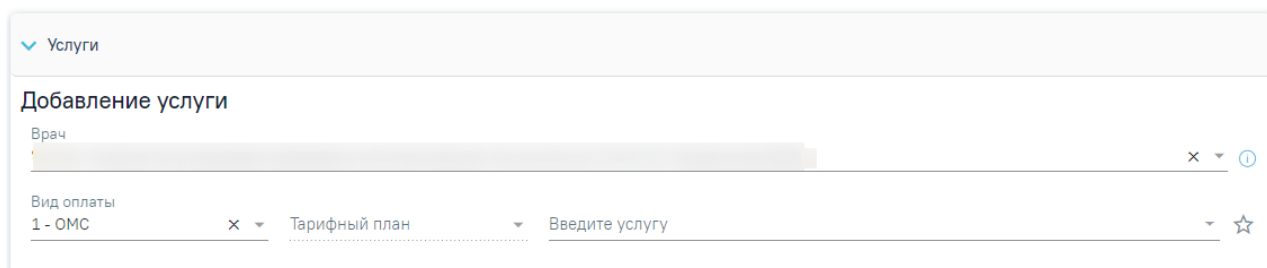 Услуги
Добавление услуги
Врач
Вид оплаты
1 - ОМС Тарифный план Введите услугу